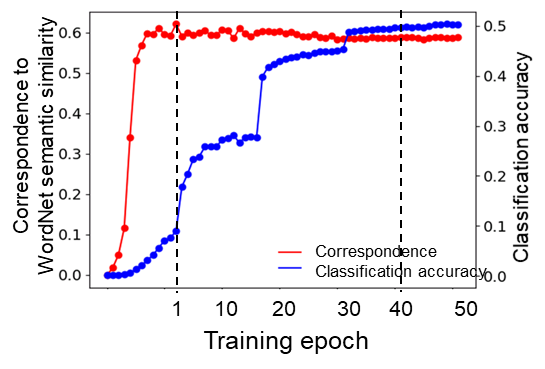 Correspondence to
WordNet semantic similarity
0.6
0.5
0.4
0.3
0.2
0.1
0.0
0.5
0.4
0.3
0.2
0.1
0.0
Classification accuracy
Correspondence
Classification accuracy
1 10 20 30 40 50
Training epoch